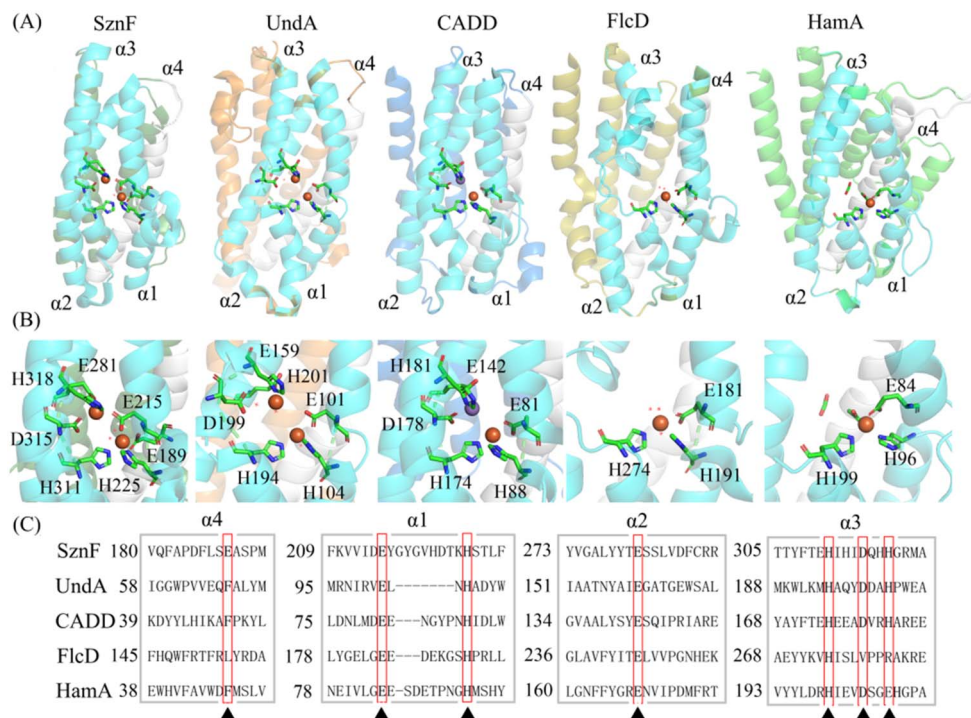 (A)
SznF UndA CADD FlcD HamA
α3 α3 α3 α3 α3
α4 α4 α4 α4 α4
α2 α1 α2 α1 α2 α1 α2 α1 α2 α1
(B)
E281 H318 E215 D315 E189 H311 H225
E159 H201 E101 D199 H194 H104
H181 E142 E81 D178 H174 H88
E181 H274 H191
E84 H96 H199
(C)
α4 α1 α2 α3
SznF 180 VQFAPDFLSEASPM 209 FKVVIDEYGYGVHDTKHSTLF 273 YVGALYYTESSLVDFCRR 305 TTYFTEHIHIDQHHGRMA
UndA 58 IGGWPVVEQFALYM 95 MRNIRVEL--------NHADYW 151 IAATNYAIEGATGEWSAL 188 MKWLKMHAQYDDAHPWEA
CADD 39 KDYYLHIKAFPKYL 75 LDNLMDEE---NGYPNHIDLW 134 GVAALSYYESQIPRIARE 168 YAYFTEHEEADVRHAREE
FlcD 145 FHQWFRTFRLYRDA 178 LYGELGEE---DEKGSHPRLL 236 GLAVFYITELVVPGNHEK 268 AEYYKVHISLVPPRAKRE
HamA 38 EWHVFAVWDFMSLV 78 NEIVLGEE-SDETPNGHMSHY 160 LGNFFYGRENVIPDMFRT 193 VYYLDRHIEVDSGEHGPA